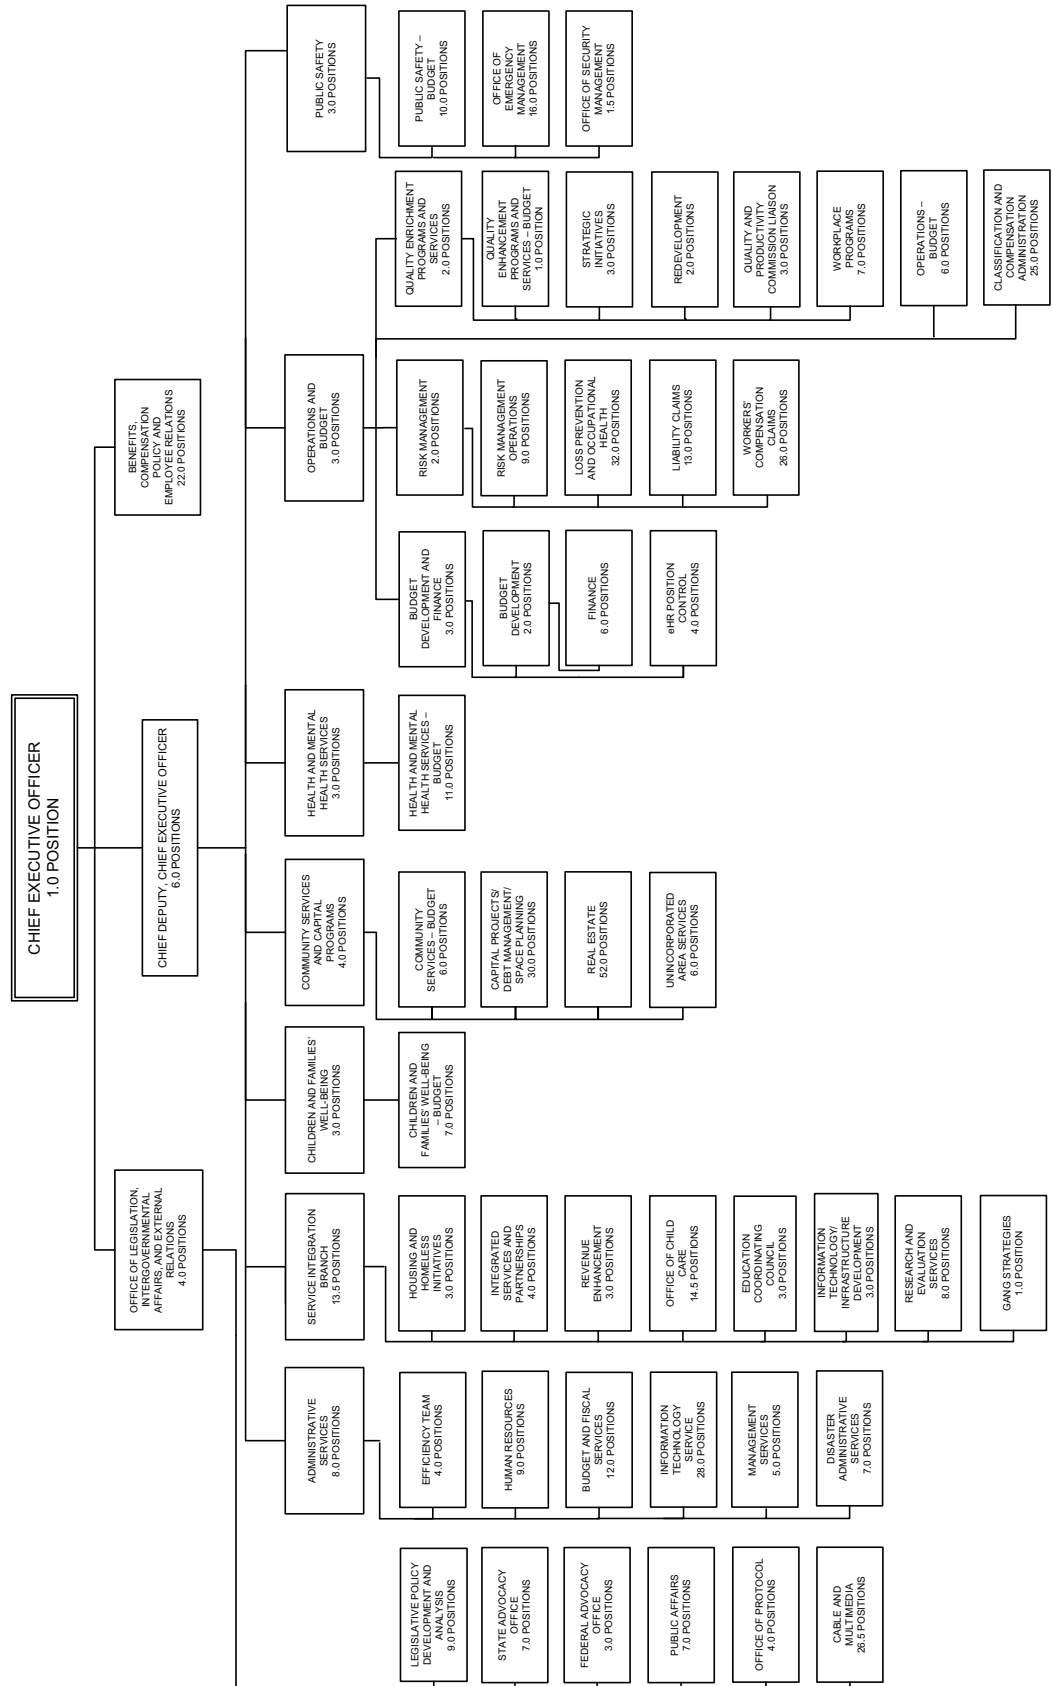 CHIEF EXECUTIVE OFFICER
1.0 POSITION
OFFICE OF LEGISLATION,
INTERGOVERNMENTAL
AFFAIRS, AND EXTERNAL
RELATIONS
4.0 POSITIONS
CHIEF DEPUTY, CHIEF EXECUTIVE OFFICER
6.0 POSITIONS
BENEFITS,
COMPENSATION
POLICY AND
EMPLOYEE RELATIONS
22.0 POSITIONS
ADMINISTRATIVE
SERVICES
8.0 POSITIONS
SERVICE INTEGRATION
BRANCH
13.5 POSITIONS
CHILDREN AND FAMILIES'
WELL-BEING
3.0 POSITIONS
COMMUNITY SERVICES
AND CAPITAL
PROGRAMS
4.0 POSITIONS
HEALTH AND MENTAL
HEALTH SERVICES
3.0 POSITIONS
OPERATIONS AND
BUDGET
3.0 POSITIONS
PUBLIC SAFETY
3.0 POSITIONS
LEGISLATIVE POLICY
DEVELOPMENT AND
ANALYSIS
9.0 POSITIONS
STATE ADVOCACY
OFFICE
7.0 POSITIONS
FEDERAL ADVOCACY
OFFICE
3.0 POSITIONS
PUBLIC AFFAIRS
7.0 POSITIONS
OFFICE OF PROTOCOL
4.0 POSITIONS
CABLE AND
MULTIMEDIA
26.5 POSITIONS
EFFICIENCY TEAM
4.0 POSITIONS
HUMAN RESOURCES
9.0 POSITIONS
BUDGET AND FISCAL
SERVICES
12.0 POSITIONS
INFORMATION
TECHNOLOGY
SERVICE
28.0 POSITIONS
MANAGEMENT
SERVICES
5.0 POSITIONS
DISASTER
ADMINISTRATIVE
SERVICES
7.0 POSITIONS
HOUSING AND
HOMELESS
INITIATIVES
3.0 POSITIONS
INTEGRATED
SERVICES AND
PARTNERSHIPS
4.0 POSITIONS
REVENUE
ENHANCEMENT
3.0 POSITIONS
OFFICE OF CHILD
CARE
14.5 POSITIONS
EDUCATION
COORDINATING
COUNCIL
3.0 POSITIONS
INFORMATION
TECHNOLOGY/
INFRASTRUCTURE
DEVELOPMENT
3.0 POSITIONS
RESEARCH AND
EVALUATION
SERVICES
8.0 POSITIONS
GANG STRATEGIES
1.0 POSITION
CHILDREN AND
FAMILIES' WELL-BEING
– BUDGET
7.0 POSITIONS
COMMUNITY
SERVICES – BUDGET
6.0 POSITIONS
CAPITAL PROJECTS/
DEBT MANAGEMENT/
SPACE PLANNING
30.0 POSITIONS
REAL ESTATE
52.0 POSITIONS
UNINCORPORATED
AREA SERVICES
6.0 POSITIONS
HEALTH AND MENTAL
HEALTH SERVICES –
BUDGET
11.0 POSITIONS
BUDGET
DEVELOPMENT AND
FINANCE
3.0 POSITIONS
BUDGET
DEVELOPMENT
2.0 POSITIONS
FINANCE
6.0 POSITIONS
eHR POSITION
CONTROL
4.0 POSITIONS
RISK MANAGEMENT
2.0 POSITIONS
RISK MANAGEMENT
OPERATIONS
9.0 POSITIONS
LOSS PREVENTION
AND OCCUPATIONAL
HEALTH
32.0 POSITIONS
LIABILITY CLAIMS
13.0 POSITIONS
WORKERS'
COMPENSATION
CLAIMS
26.0 POSITIONS
QUALITY ENRICHMENT
PROGRAMS AND
SERVICES
2.0 POSITIONS
QUALITY
ENHANCEMENT
PROGRAMS AND
SERVICES – BUDGET
1.0 POSITION
STRATEGIC
INITIATIVES
3.0 POSITIONS
REDEVELOPMENT
2.0 POSITIONS
QUALITY AND
PRODUCTIVITY
COMMISSION LIAISON
3.0 POSITIONS
WORKPLACE
PROGRAMS
7.0 POSITIONS
OPERATIONS –
BUDGET
6.0 POSITIONS
CLASSIFICATION AND
COMPENSATION
ADMINISTRATION
25.0 POSITIONS
PUBLIC SAFETY –
BUDGET
10.0 POSITIONS
OFFICE OF
EMERGENCY
MANAGEMENT
16.0 POSITIONS
OFFICE OF SECURITY
MANAGEMENT
1.5 POSITIONS